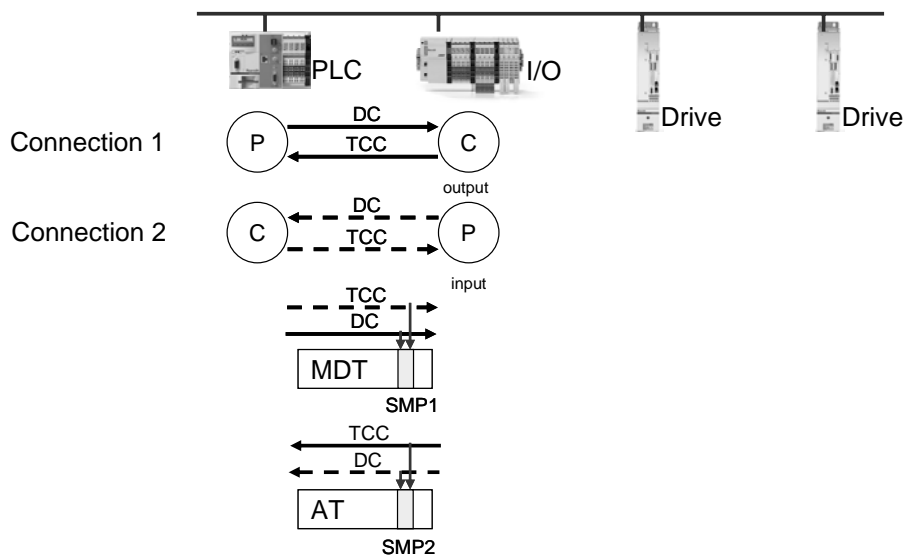 PLC
I/O
Drive
Drive
Connection 1
P
DC
TCC
C
output
Connection 2
C
DC
TCC
P
input
TCC
DC
MDT
SMP1
TCC
DC
AT
SMP2